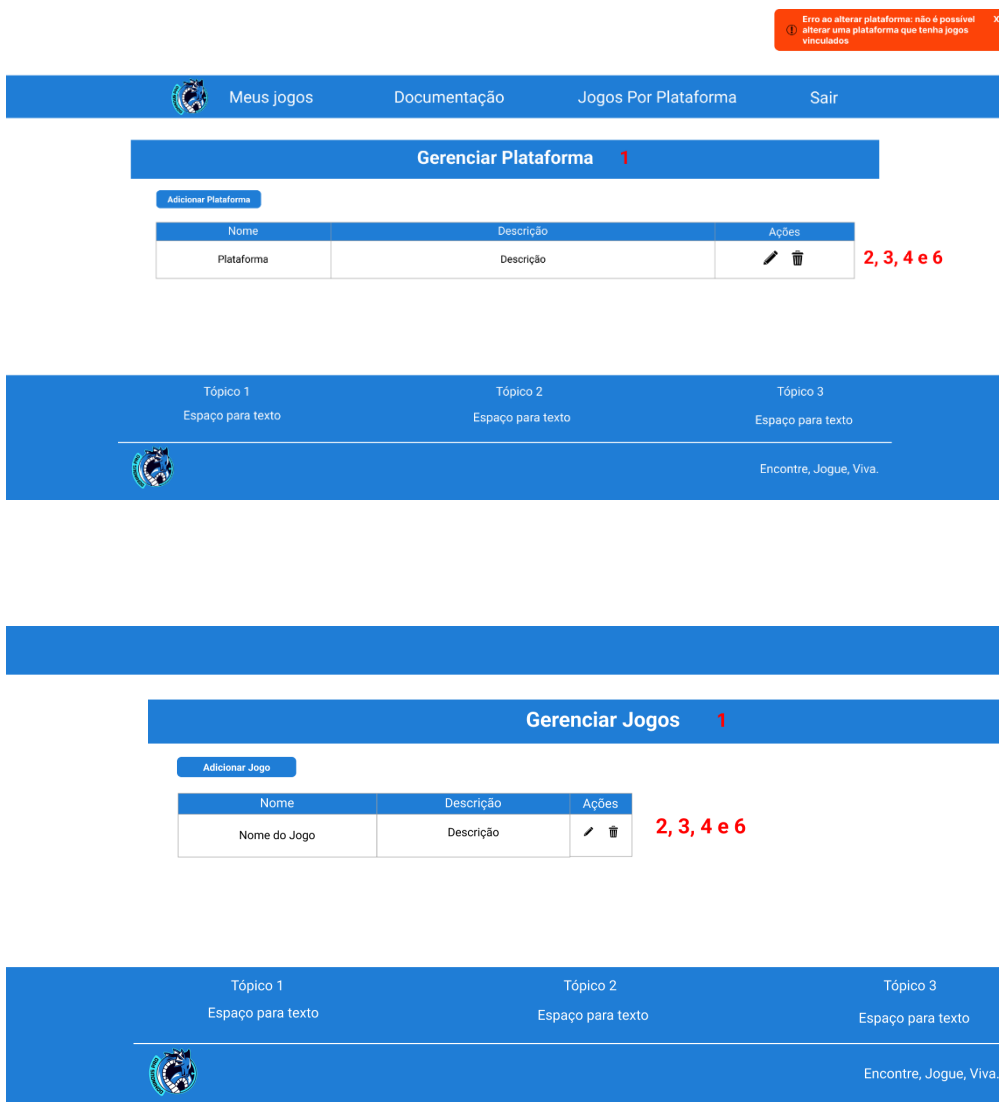 Erro ao alterar plataforma: não é possível
alterar uma plataforma que tenha jogos
vinculados
X
Meus jogos Documentação Jogos Por Plataforma Sair
Gerenciar Plataforma 1
Adicionar Plataforma
Nome Descrição Ações
Plataforma Descrição
2, 3, 4 e 6
Tópico 1 Tópico 2 Tópico 3
Espaço para texto Espaço para texto Espaço para texto
Encontre, Jogue, Viva.
Gerenciar Jogos 1
Adicionar Jogo
Nome Descrição Ações
Nome do Jogo Descrição
2, 3, 4 e 6
Tópico 1 Tópico 2 Tópico 3
Espaço para texto Espaço para texto Espaço para texto
Encontre, Jogue, Viva.